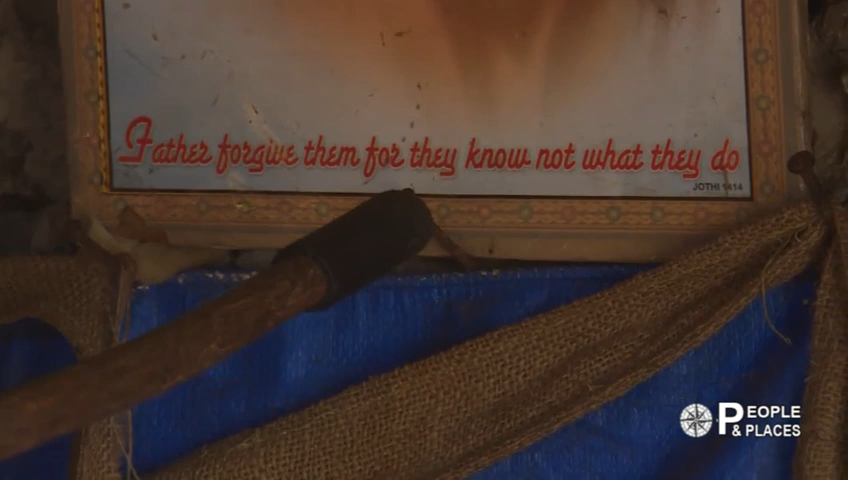 Father forgive them for they know not what they do
JOTHI 1414
PEOPLE
& PLACES